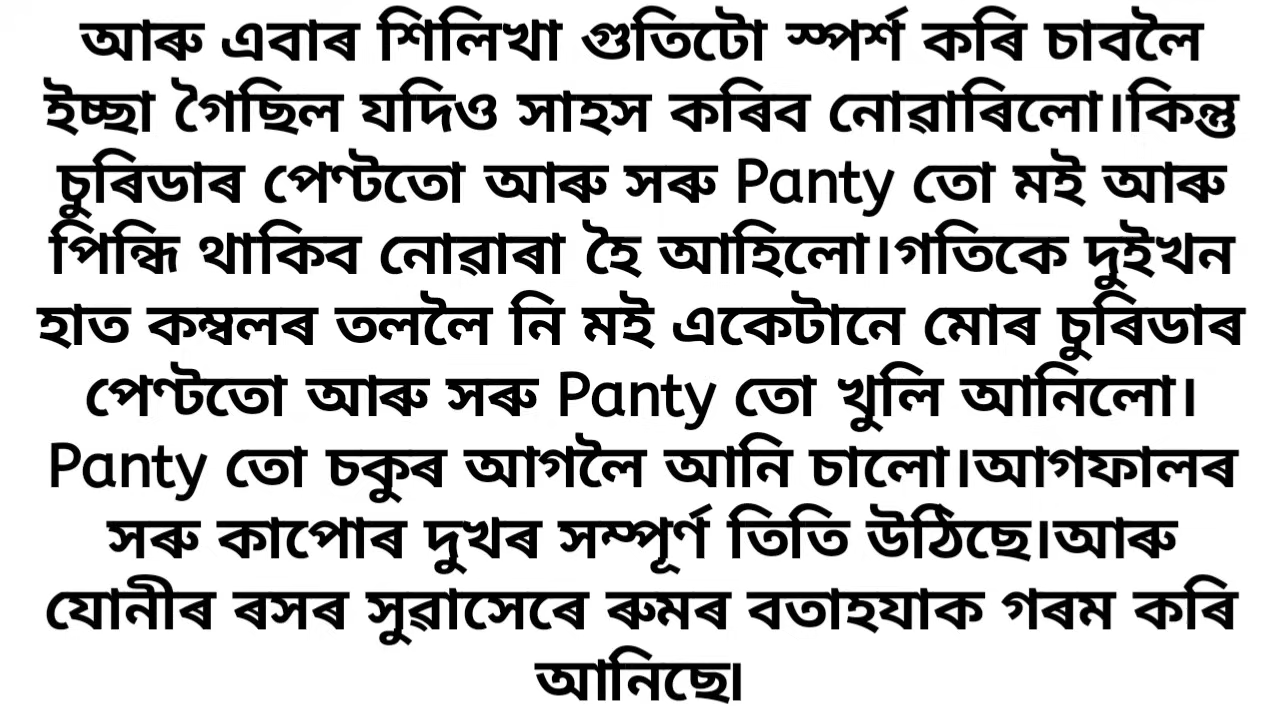 আৰু এবাৰ শিলিখা গুতিটো স্পৰ্শ কৰি চাবলৈ
ইচ্ছা গৈছিল যদিও সাহস কৰিব নোৱাৰিলো।কিন্তু
চুৰিডাৰ পেণ্টতো আৰু সৰু Panty তো মই আৰু
পিন্ধি থাকিব নোৱাৰা হৈ আহিলো।গতিকে দুইখন
হাত কম্বলৰ তললৈ নি মই একেটানে মোৰ চুৰিডাৰ
পেণ্টতো আৰু সৰু Panty তো খুলি আনিলো।
Panty তো চকুৰ আগলৈ আনি চালো।আগফালৰ
সৰু কাপোৰ দুখৰ সম্পূৰ্ণ তিতি উঠিছে।আৰু
যোনীৰ ৰসৰ সুৱাসেৰে ৰুমৰ বতাহযাক গৰম কৰি
আনিছে।